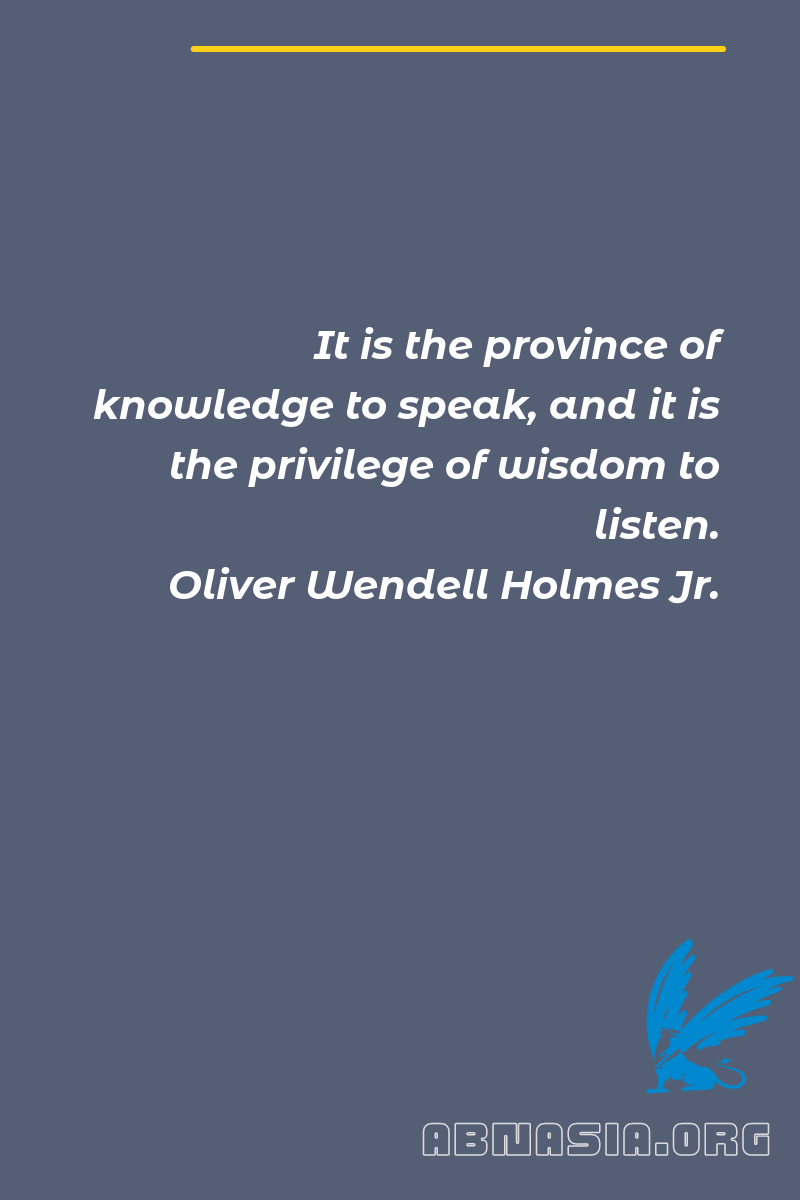 It is the province of
knowledge to speak, and it is
the privilege of wisdom to
listen.
Oliver Wendell Holmes Jr.
ABNASIA.ORG